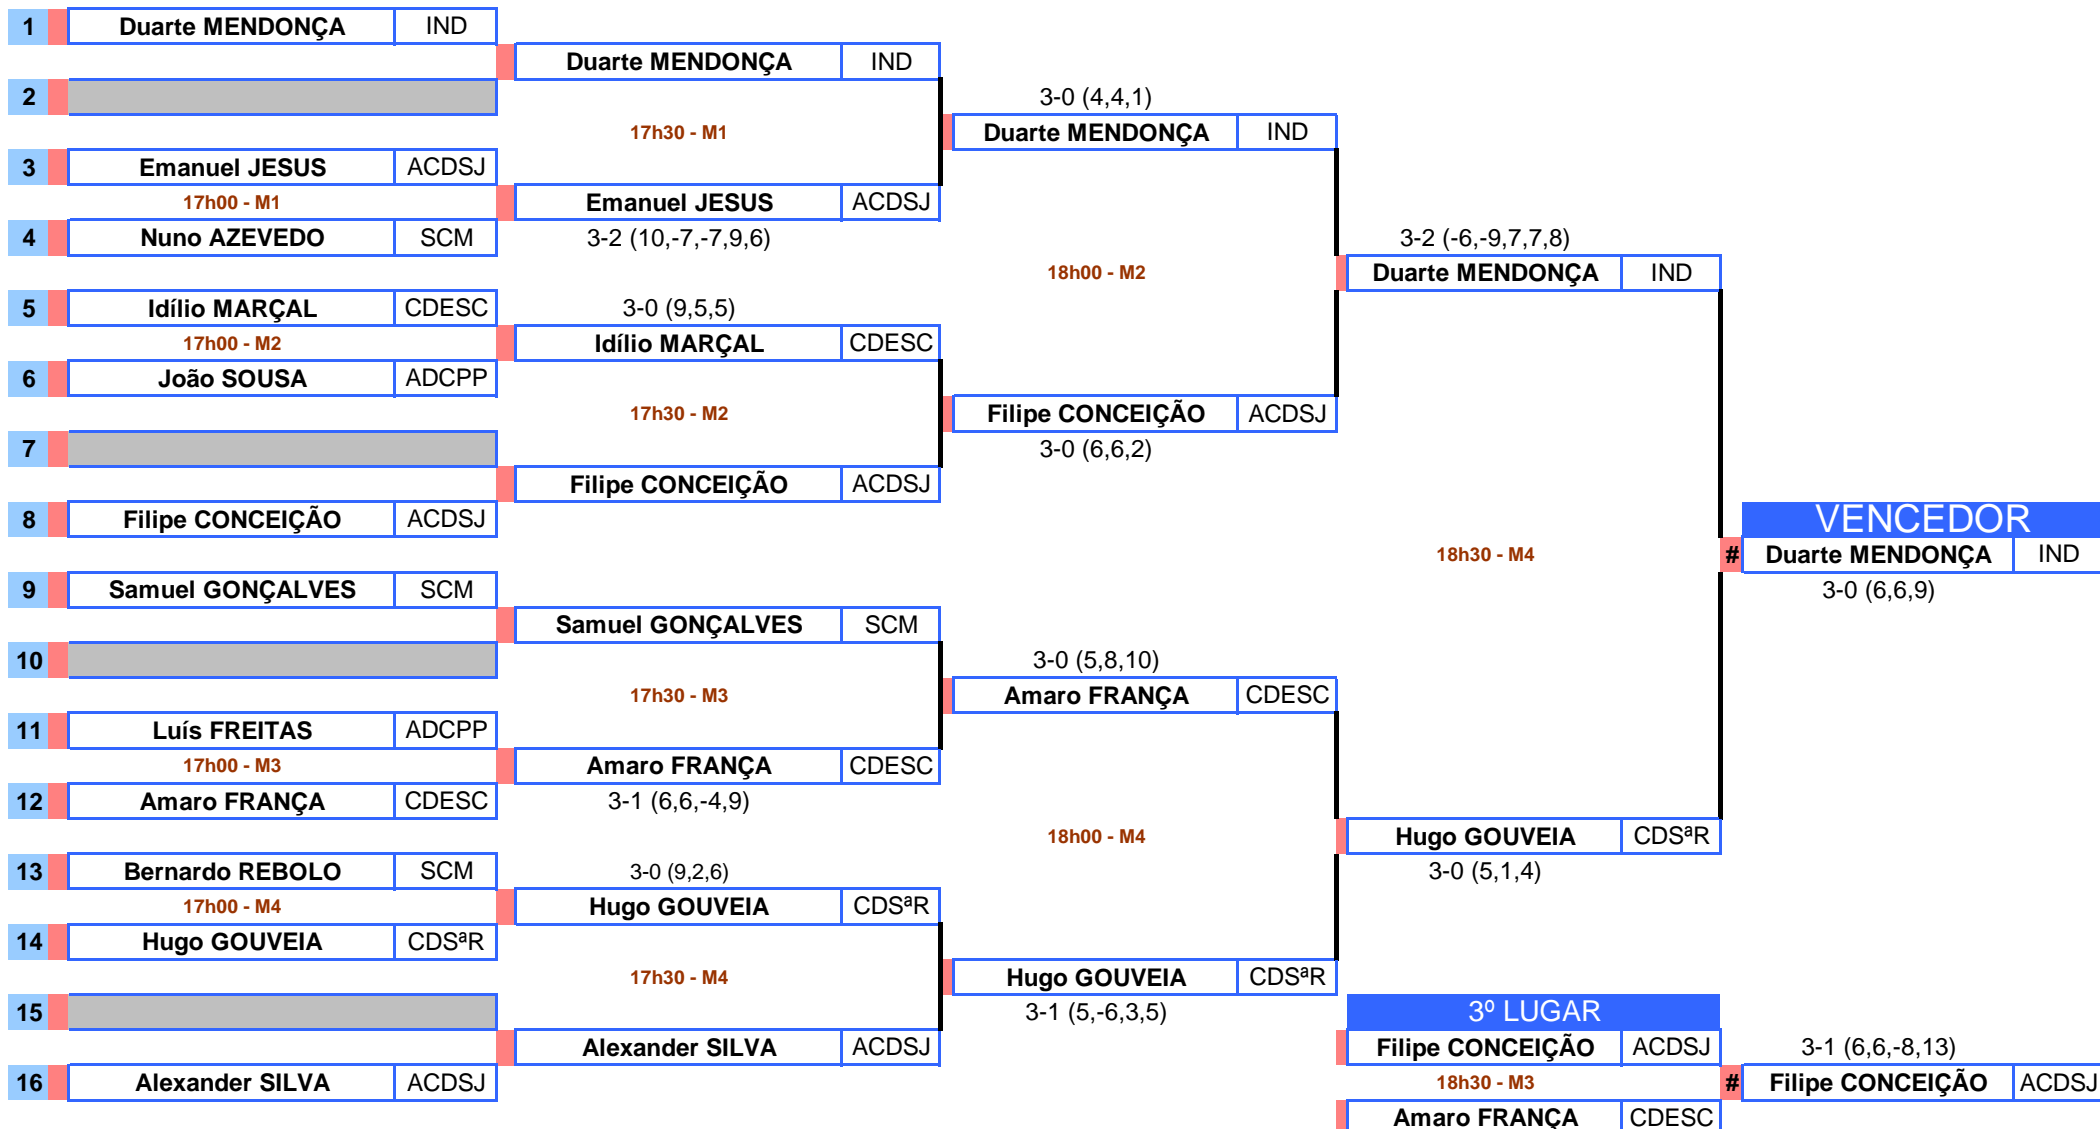 1 Duarte MENDONÇA IND
Duarte MENDONÇA IND
2 3-0 (4,4,1)
17h30 - M1 Duarte MENDONÇA IND
3 Emanuel JESUS ACDSJ
17h00 - M1 Emanuel JESUS ACDSJ
4 Nuno AZEVEDO SCM 3-2 (10,-7,-7,9,6) 3-2 (-6,-9,7,7,8)
18h00 - M2 Duarte MENDONÇA IND
5 Idílio MARÇAL CDESC 3-0 (9,5,5)
17h00 - M2 Idílio MARÇAL CDESC
6 João SOUSA ADCPP
17h30 - M2 Filipe CONCEIÇÃO ACDSJ
7 3-0 (6,6,2)
Filipe CONCEIÇÃO ACDSJ
8 Filipe CONCEIÇÃO ACDSJ VENCEDOR
18h30 - M4 # Duarte MENDONÇA IND
9 Samuel GONÇALVES SCM 3-0 (6,6,9)
Samuel GONÇALVES SCM
10 3-0 (5,8,10)
17h30 - M3 Amaro FRANÇA CDESC
11 Luís FREITAS ADCPP
17h00 - M3 Amaro FRANÇA CDESC
12 Amaro FRANÇA CDESC 3-1 (6,6,-4,9)
18h00 - M4 Hugo GOUVEIA CDSªR
13 Bernardo REBOLO SCM 3-0 (9,2,6) 3-0 (5,1,4)
17h00 - M4 Hugo GOUVEIA CDSªR
14 Hugo GOUVEIA CDSªR
17h30 - M4 Hugo GOUVEIA CDSªR
15 3-1 (5,-6,3,5) 3º LUGAR
Alexander SILVA ACDSJ Filipe CONCEIÇÃO ACDSJ 3-1 (6,6,-8,13)
16 Alexander SILVA ACDSJ 18h30 - M3 # Filipe CONCEIÇÃO ACDSJ
Amaro FRANÇA CDESC